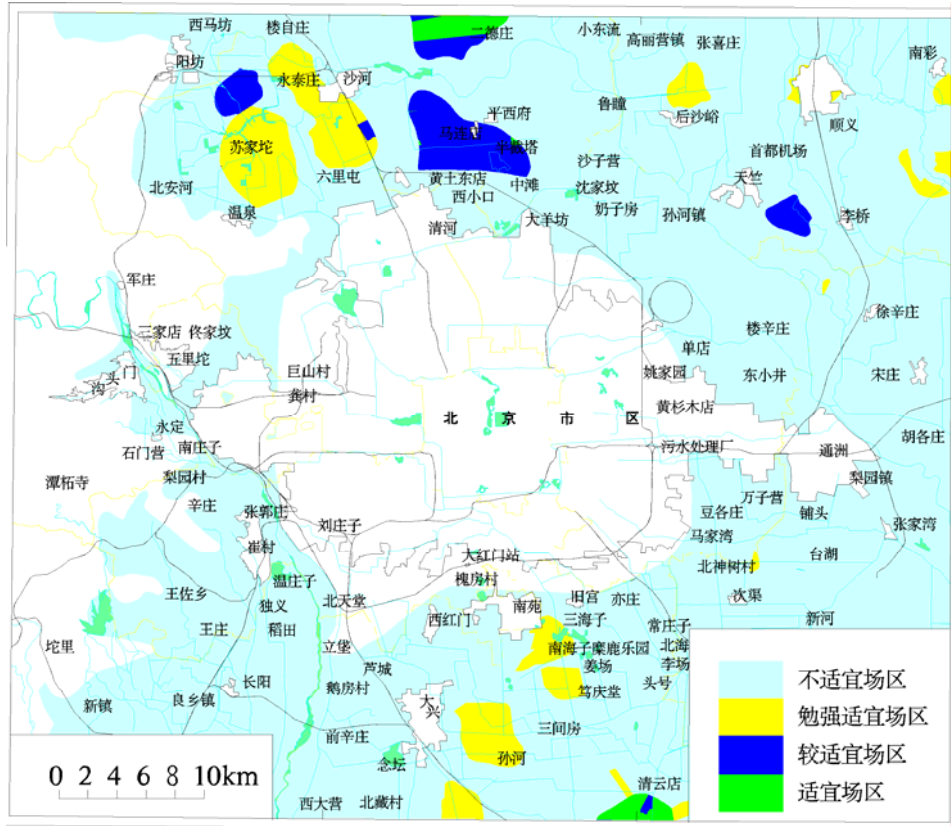 西马坊
楼自庄
小东流
高丽营镇
张喜庄
南彩
阳坊
永泰庄
沙河
鲁疃
后沙峪
平西府
顺义
苏家坨
沙子营
首都机场
北安河
六里屯
黄土东店
中滩
沈家坟
天竺
西小口
奶子房
孙河镇
李桥
温泉
清河
大羊坊
军庄
徐辛庄
三家店
佟家坟
楼辛庄
五里坨
单店
巨山村
姚家园
东小井
宋庄
门
头
沟
龚村
黄杉木店
北京市区
永定
南庄子
污水处理厂
通洲
胡各庄
石门营
梨园村
梨园镇
潭柘寺
辛庄
张郭庄
万子营
豆各庄
铺头
张家湾
刘庄子
马家湾
崔村
大红门站
台湖
北神树村
温庄子
槐房村
王佐乡
独义
北天堂
南苑
旧宫
亦庄
次渠
西红门
三海子
新河
王庄
稻田
常庄子
坨里
立堡
南海子麋鹿乐园
北海
芦城
姜场
李场
长阳
鹅房村
笃庆堂
头号
新镇
良乡镇
大兴
三间房
前辛庄
念坛
孙河
清云店
西大营
北藏村
不适宜场区
勉强适宜场区
较适宜场区
适宜场区
0 2 4 6 8 10km